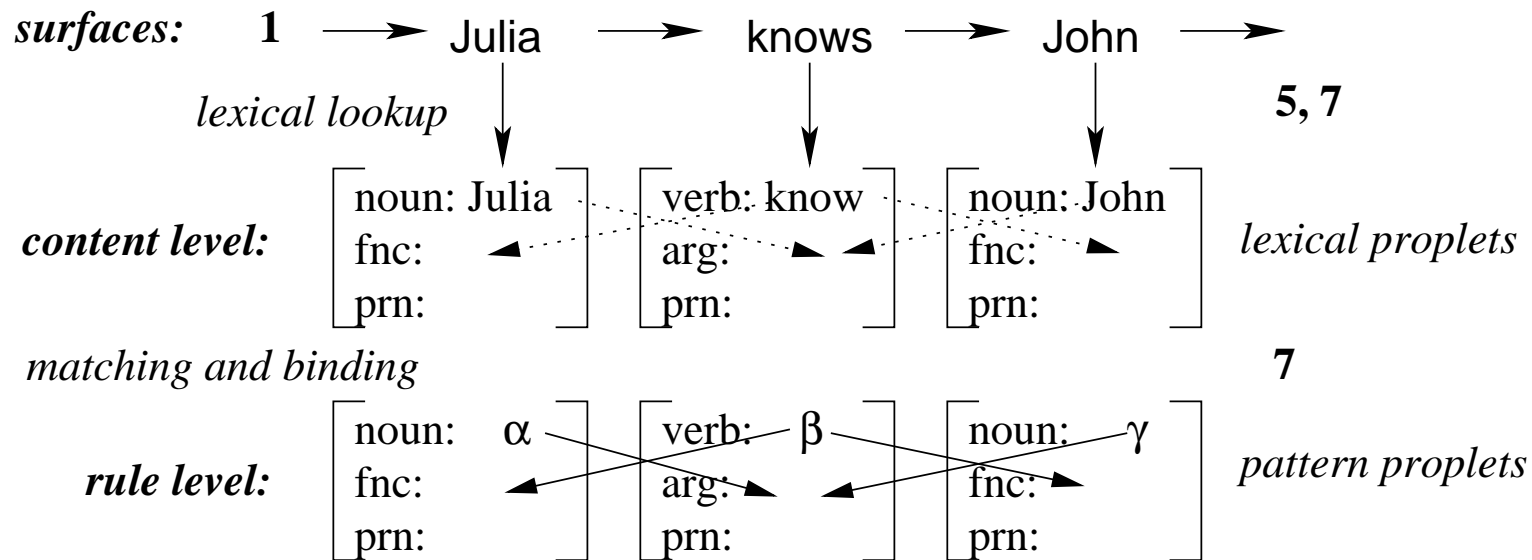 surfaces: 1 Julia knows John
lexical lookup 5, 7
noun: Julia verb: know noun: John
content level: fnc: arg: fnc: lexical proplets
prn: prn: prn:
matching and binding 7
noun: α verb: β noun: γ
rule level: fnc: arg: fnc: pattern proplets
prn: prn: prn: